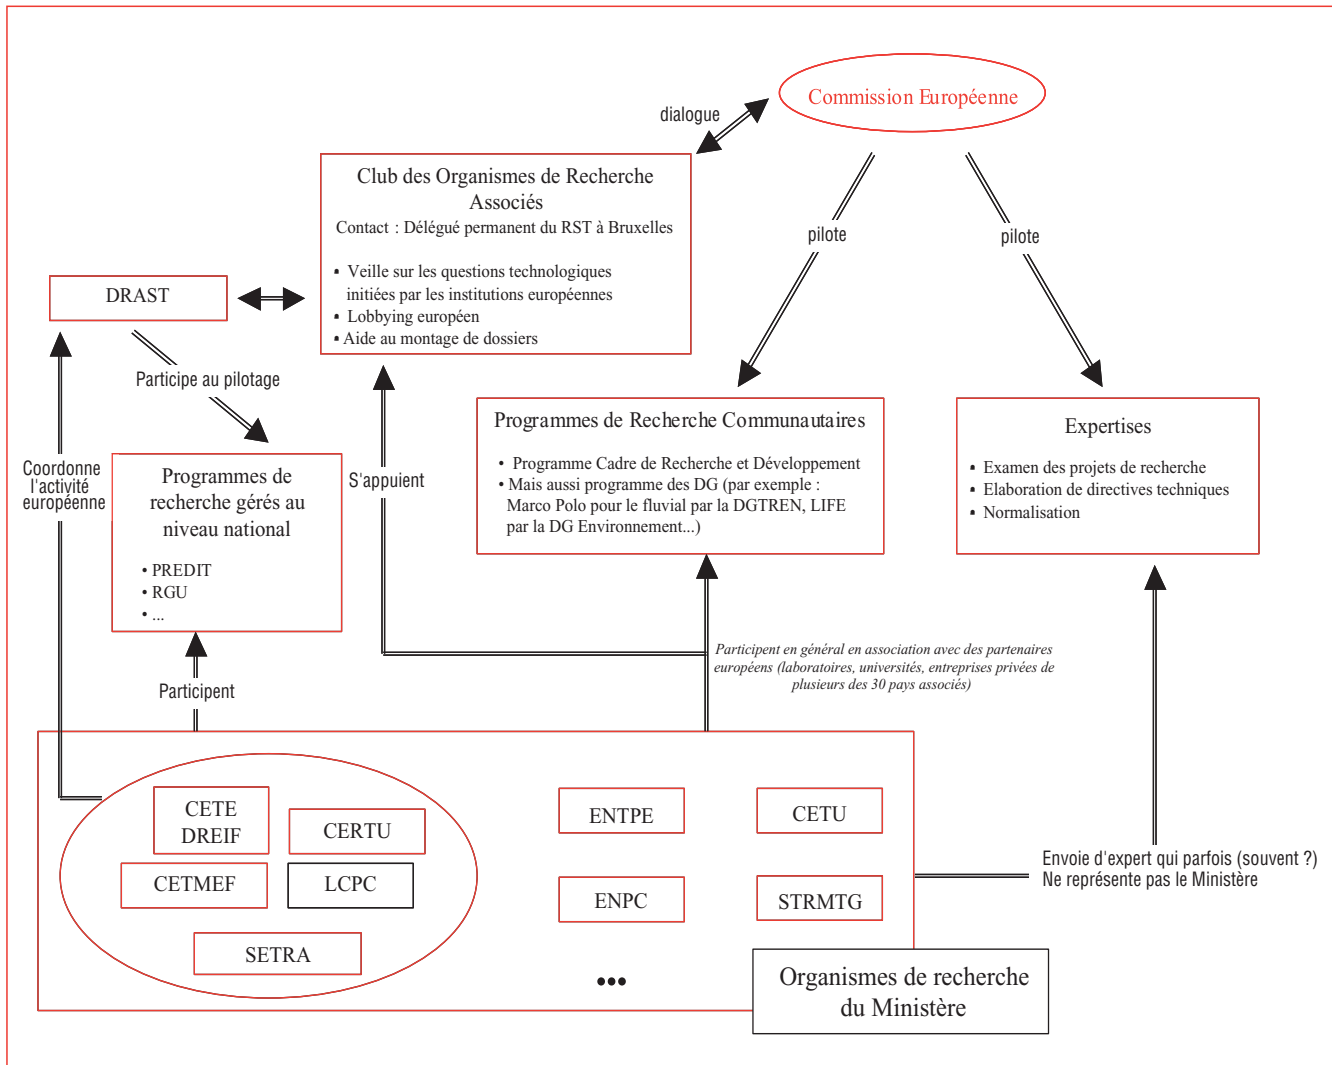 Commission Européenne
dialogue
Club des Organismes de Recherche
Associés
Contact : Délégué permanent du RST à Bruxelles
▪ Veille sur les questions technologiques
initiées par les institutions européennes
▪ Lobbying européen
▪ Aide au montage de dossiers
pilote
pilote
DRAST
Participe au pilotage
Coordonne
l'activité
européenne
Programmes de
recherche gérés au
niveau national
• PREDIT
• RGU
• ...
S'appuient
Programmes de Recherche Communautaires
• Programme Cadre de Recherche et Développement
• Mais aussi programme des DG (par exemple :
Marco Polo pour le fluvial par la DGTREN, LIFE
par la DG Environnement...)
Expertises
▪ Examen des projets de recherche
▪ Elaboration de directives techniques
▪ Normalisation
Participent
Participent en général en association avec des partenaires
européens (laboratoires, universités, entreprises privées de
plusieurs des 30 pays associés)
CETE
DREIF
CERTU
CETMEF
LCPC
SETRA
ENTPE
CETU
ENPC
STRMTG
•••
Envoie d'expert qui parfois (souvent ?)
Ne représente pas le Ministère
Organismes de recherche
du Ministère